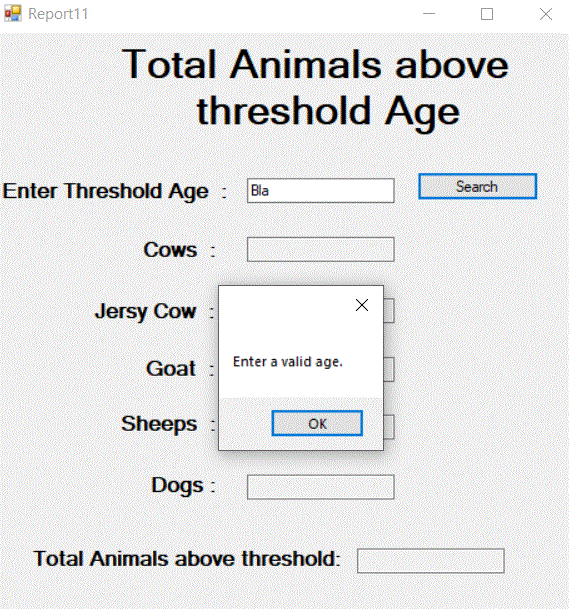 Report11
Total Animals above
threshold Age
Enter Threshold Age : Bla Search
Cows :
Jersy Cow :
Enter a valid age.
Goat :
OK
Sheeps :
Dogs :
Total Animals above threshold: